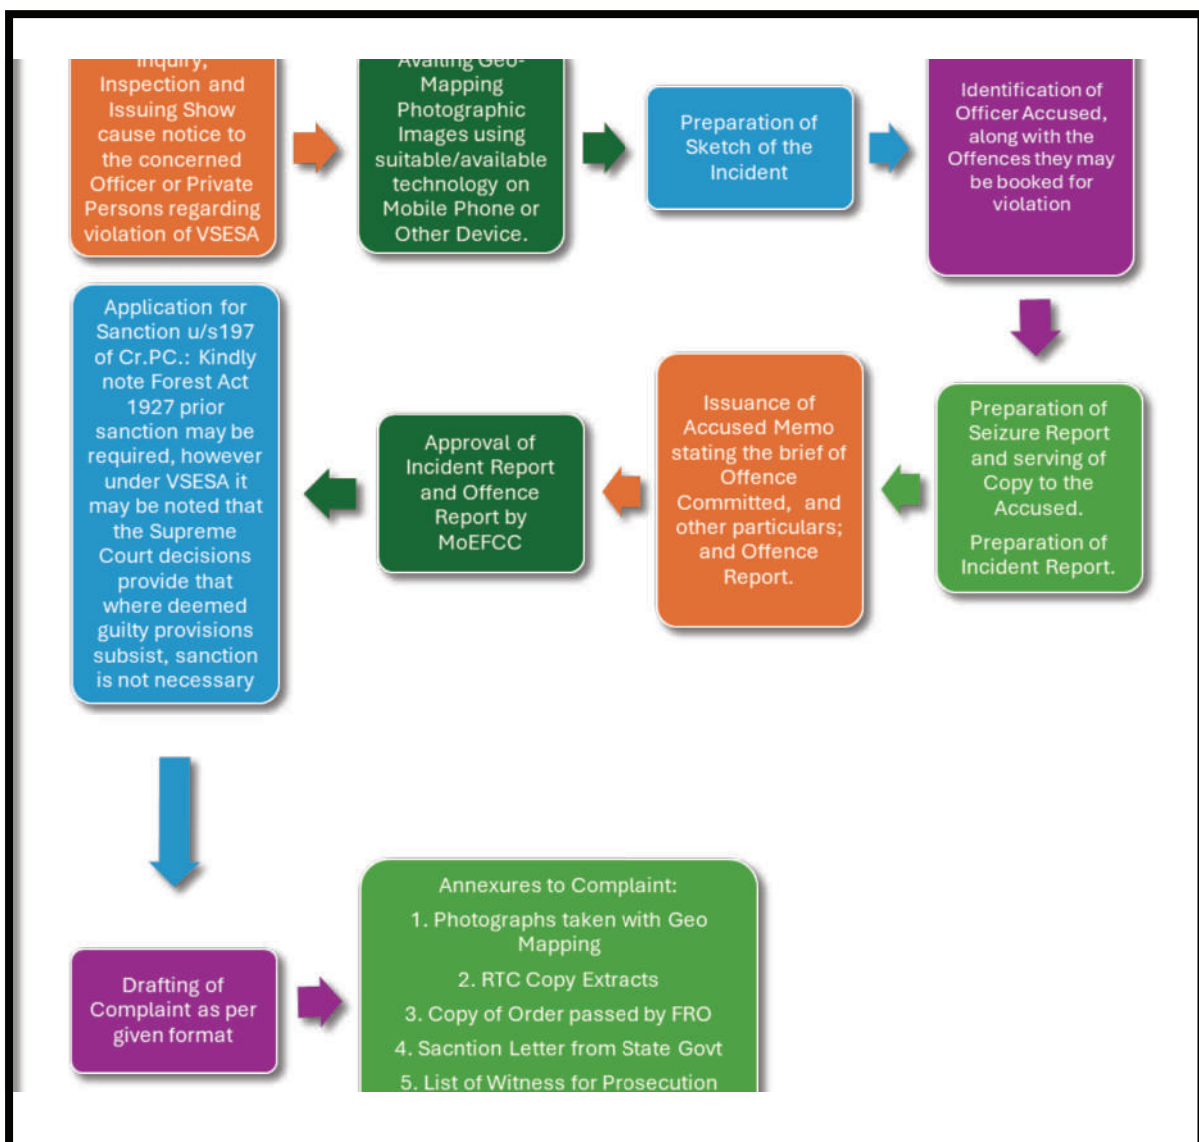 Inquiry,
Inspection and
Issuing Show
cause notice to
the concerned
Officer or Private
Persons regarding
violation of VSESA
Availing Geo-
Mapping
Photographic
Images using
suitable/available
technology on
Mobile Phone or
Other Device.
Preparation of
Sketch of the
Incident
Identification of
Officer Accused,
along with the
Offences they may
be booked for
violation
Preparation of
Seizure Report
and serving of
Copy to the
Accused.
Preparation of
Incident Report.
Issuance of
Accused Memo
stating the brief of
Offence
Committed, and
other particulars;
and Offence
Report.
Approval of
Incident Report
and Offence
Report by
MoEFCC
Application for
Sanction u/s197
of Cr.PC.: Kindly
note Forest Act
1927 prior
sanction may be
required, however
under VSESA it
may be noted that
the Supreme
Court decisions
provide that
where deemed
guilty provisions
subsist, sanction
is not necessary
Drafting of
Complaint as per
given format
Annexures to Complaint:
1. Photographs taken with Geo
Mapping
2. RTC Copy Extracts
3. Copy of Order passed by FRO
4. Sacntion Letter from State Govt
5. List of Witness for Prosecution